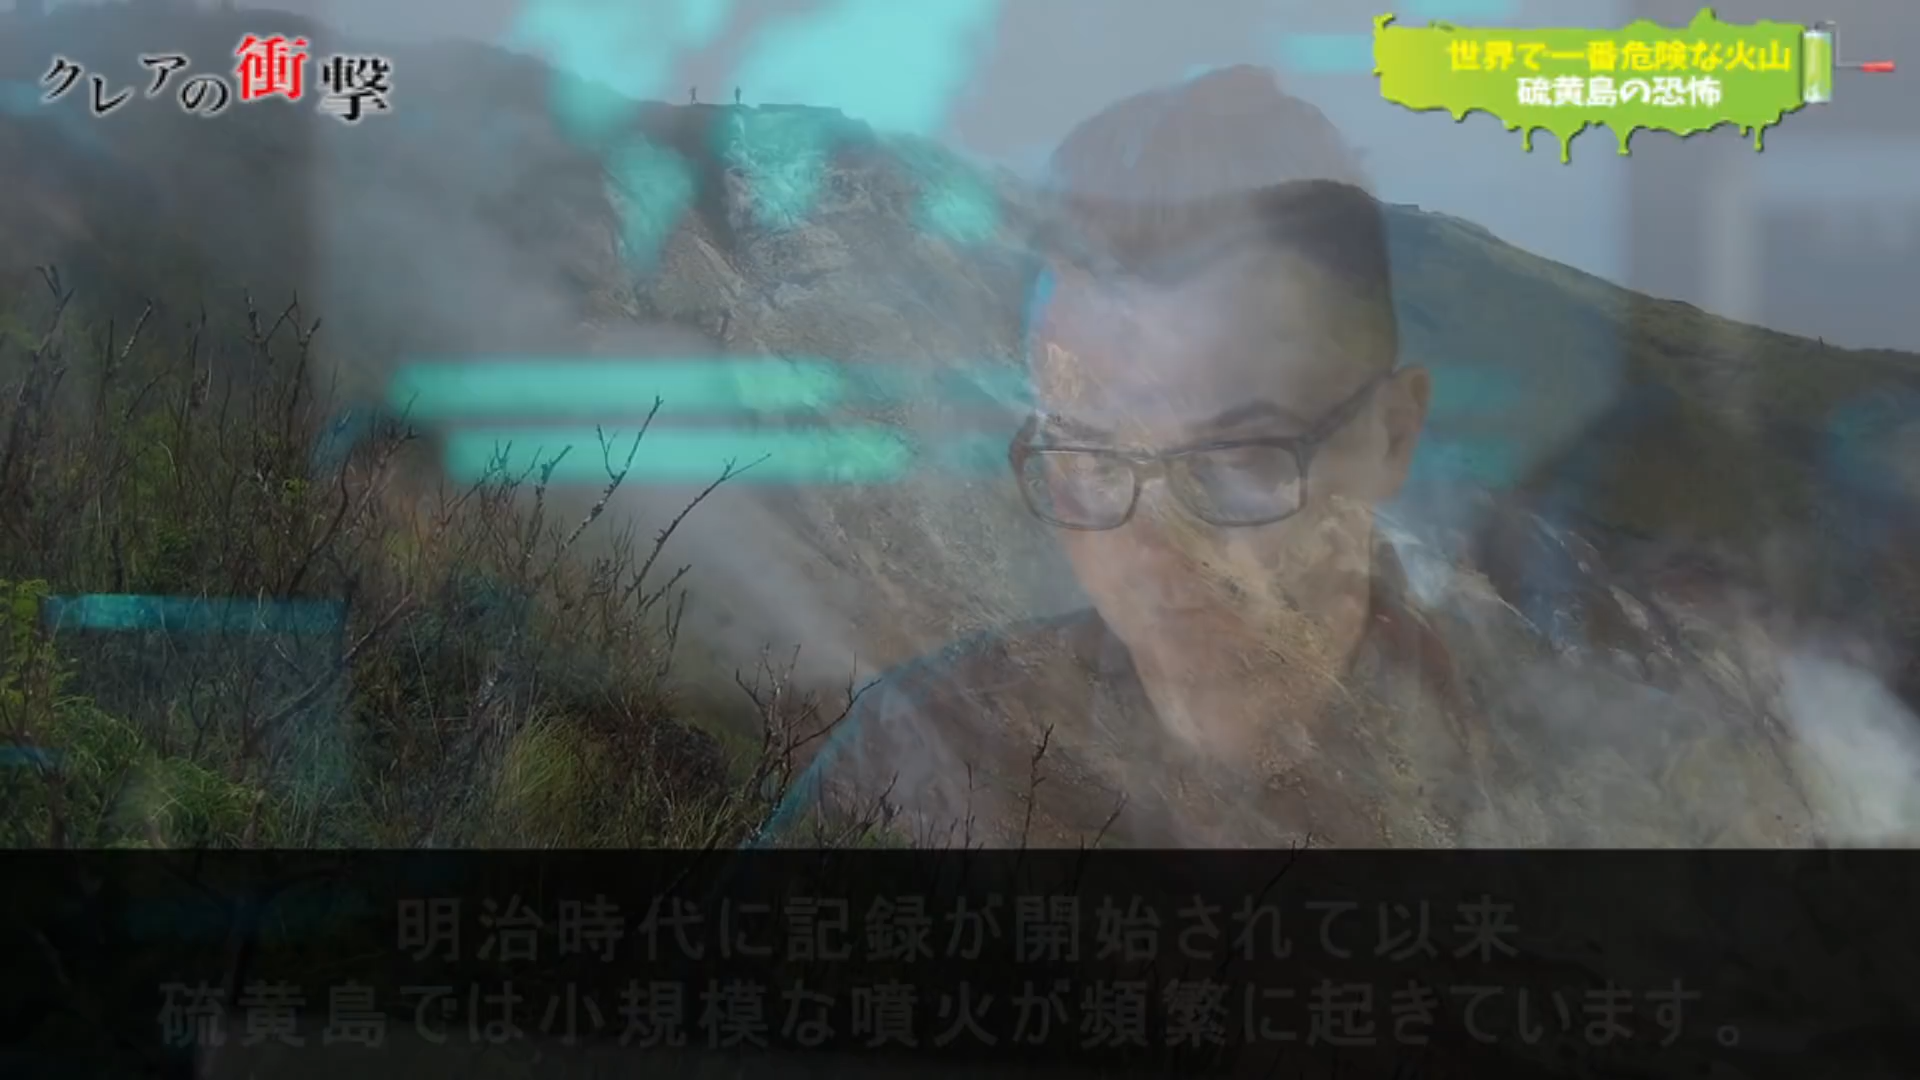 クレアの衝撃
世界で一番危険な火山
硫黄島の恐怖
明治時代に記録が開始されて以来
硫黄島では小規模な噴火が頻繁に起きています。